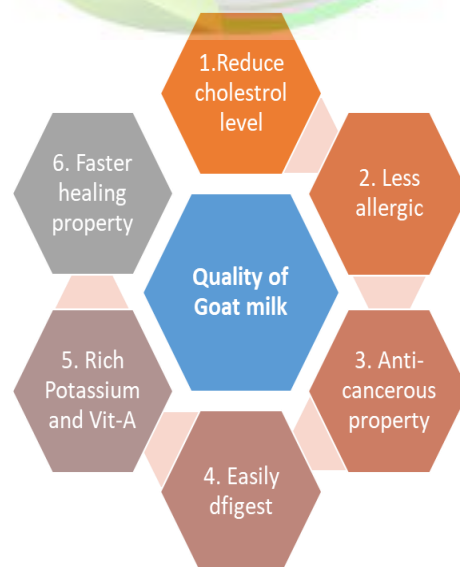 1.Reduce
cholestrol
level
2. Less
allergic
3. Anti-
cancerous
property
4. Easily
dfigest
5. Rich
Potassium
and Vit-A
6. Faster
healing
property
Quality of
Goat milk